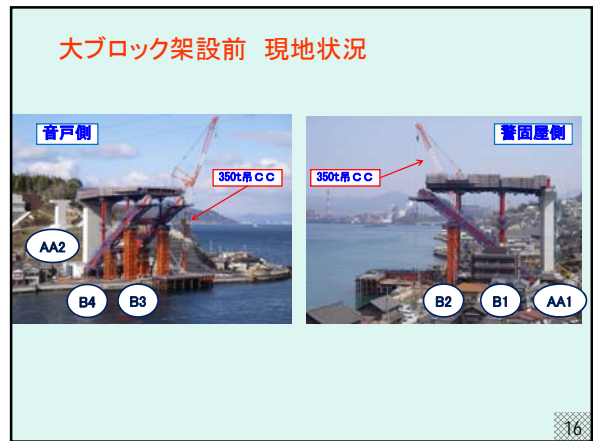 大ブロック架設前 現地状況
音戸側
350t吊CC
AA2
B4
B3
警固屋側
350t吊CC
B2
B1
AA1
16